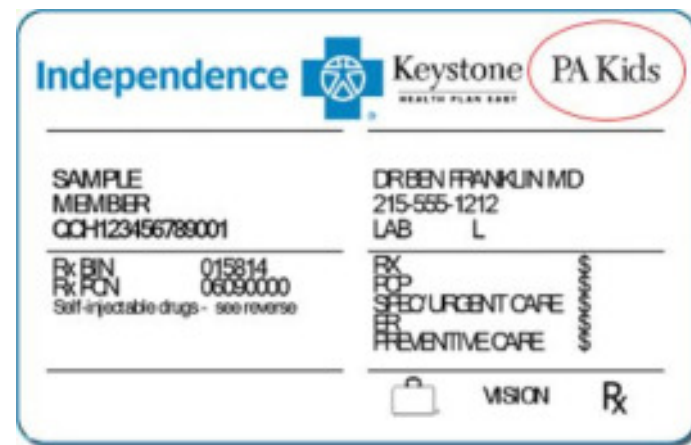 Independence Keystone PA Kids
HEALTH PLAN EAST
SAMPLE
MEMBER
QCH123456789001
DR BEN FRANKLIN MD
215-555-1212
LAB L
Rx BIN 015814
Rx PCN 06090000
Self-injectable drugs - see reverse
RX $
PCP $
SPEC/URGENT CARE $
ER $
PREVENTIVE CARE $
VISION Rx